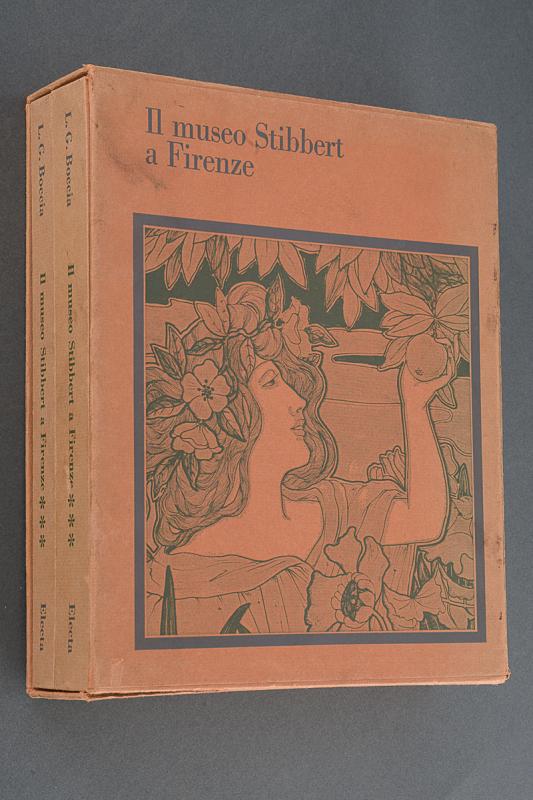 Il museo Stibbert
a Firenze
L. G. Boccia Il museo Stibbert a Firenze *** Electa
L. G. Boccia Il museo Stibbert a Firenze *** Electa